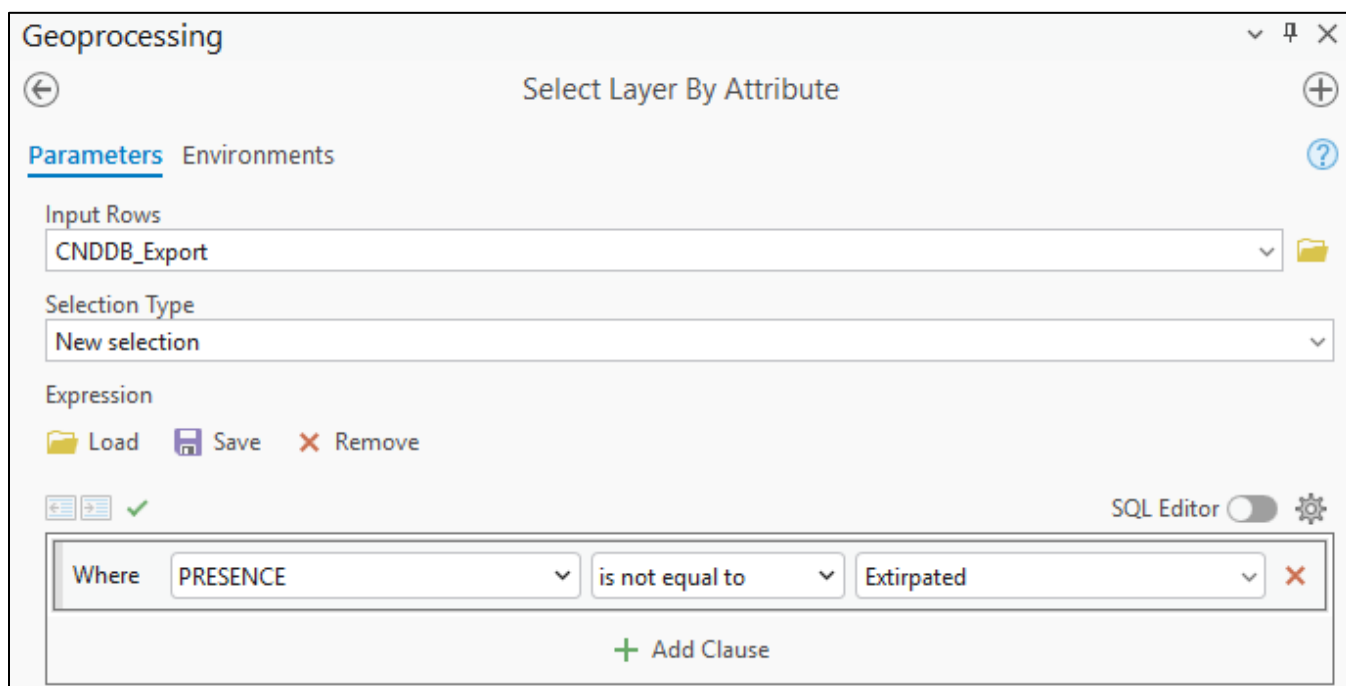 Geoprocessing
Select Layer By Attribute
Parameters Environments
Input Rows
CNDDB_Export
Selection Type
New selection
Expression
Load Save Remove
SQL Editor
Where PRESENCE is not equal to Extirpated
Add Clause